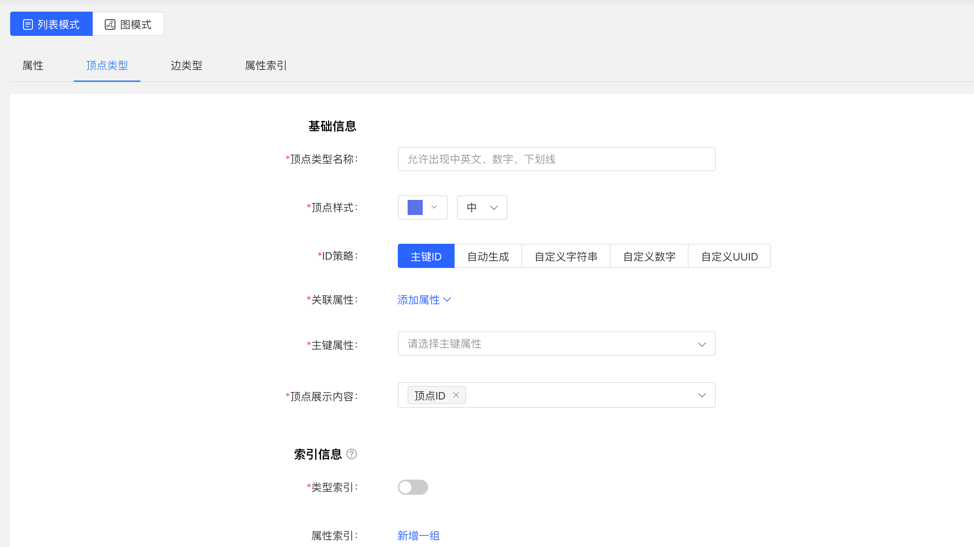 列表模式 图模式
属性 顶点类型 边类型 属性索引
基础信息
*顶点类型名称： 允许出现中英文、数字、下划线
*顶点样式： 中
*ID策略： 主键ID 自动生成 自定义字符串 自定义数字 自定义UUID
*关联属性： 添加属性
*主键属性： 请选择主键属性
*顶点展示内容： 顶点ID ×
索引信息 ?
*类型索引：
属性索引： 新增一组